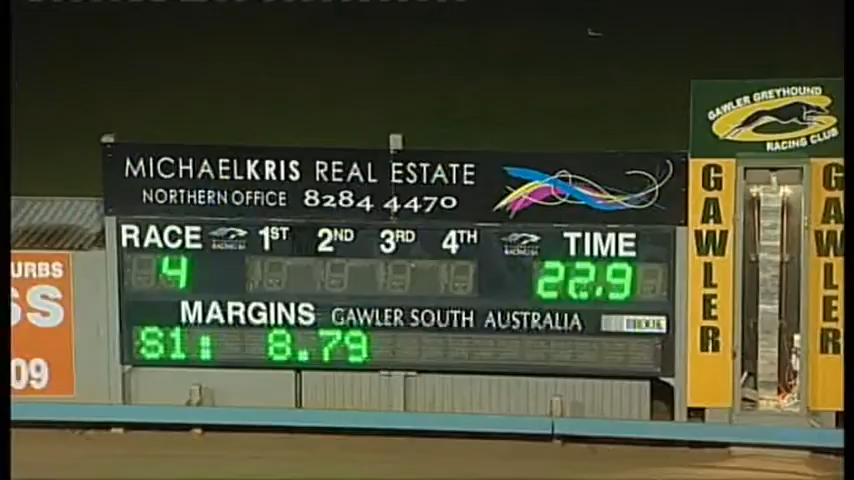 GAWLER GREYHOUND
RACING CLUB
MICHAELKRIS REAL ESTATE
NORTHERN OFFICE 8284 4470
RACE 1ST 2ND 3RD 4TH TIME
4 22.9
MARGINS GAWLER SOUTH AUSTRALIA
S1: 8.79
GAWLER
GAWLER
URBS
S
09